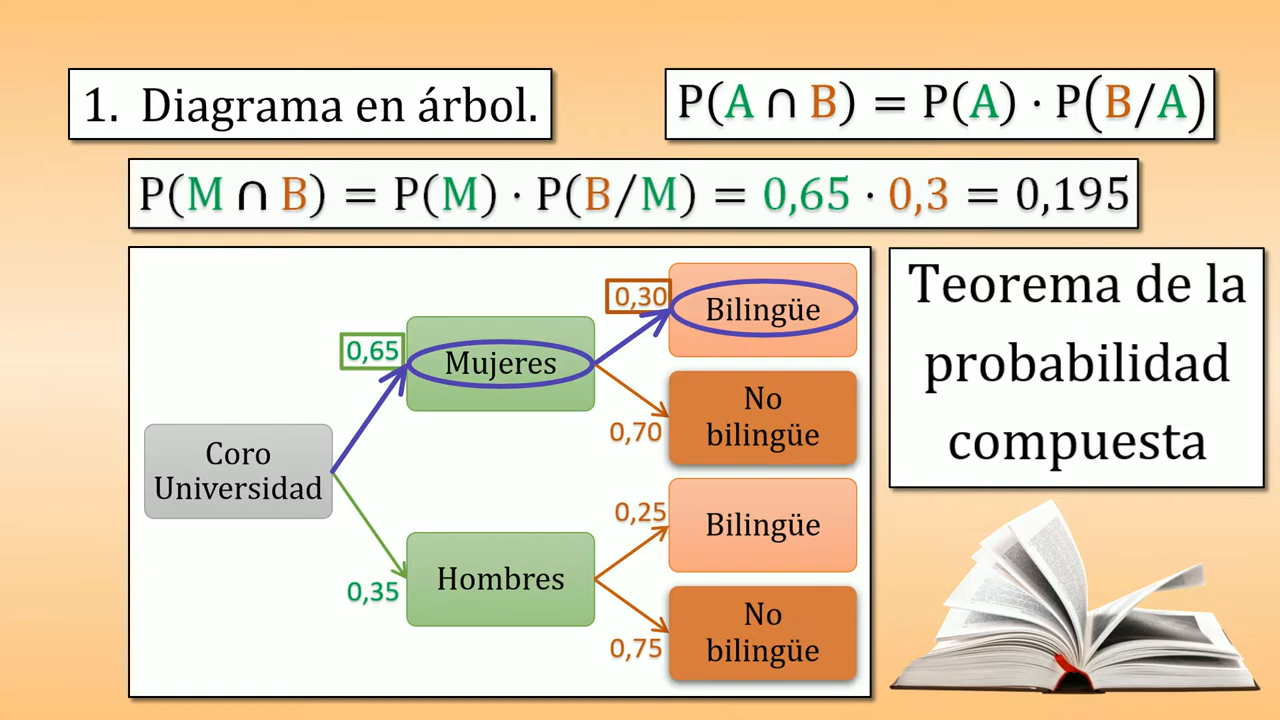 1. Diagrama en árbol.
P(A ∩ B) = P(A) · P(B/A)
P(M ∩ B) = P(M) · P(B/M) = 0,65 · 0,3 = 0,195
Teorema de la
probabilidad
compuesta
Coro
Universidad
0,65
Mujeres
0,30
Bilingüe
0,70
No
bilingüe
0,35
Hombres
0,25
Bilingüe
0,75
No
bilingüe